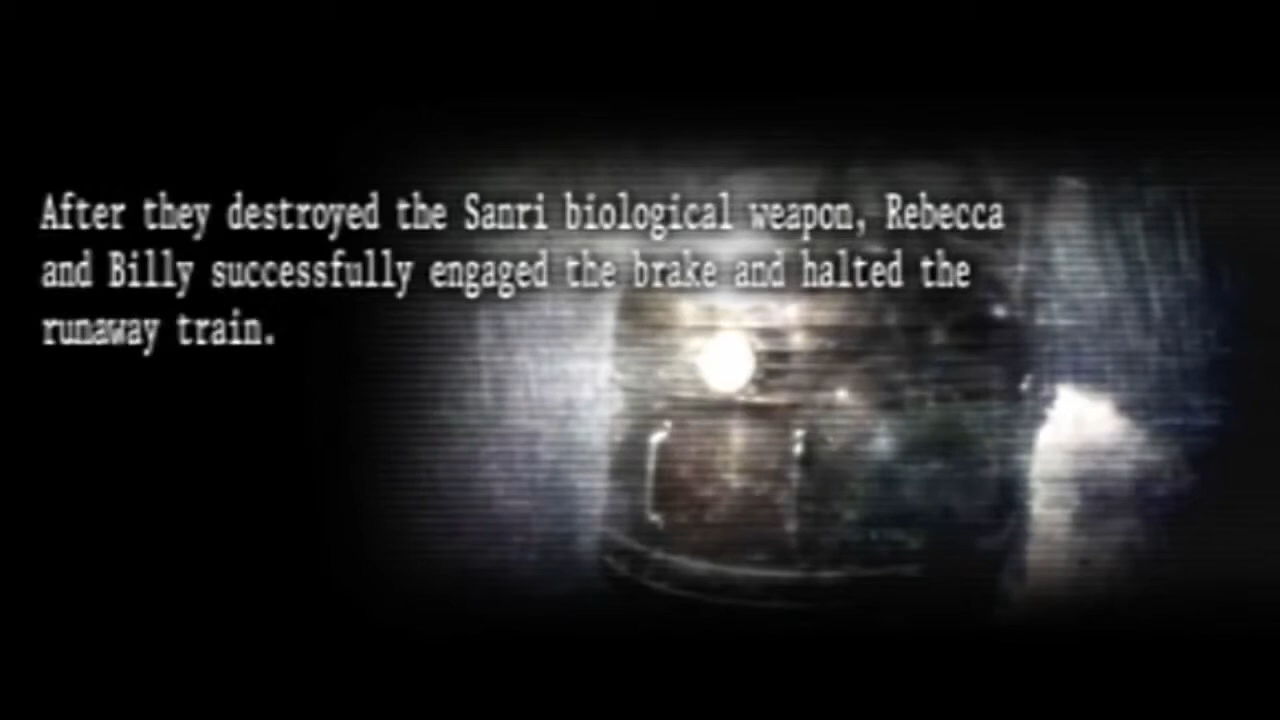 After they destroyed the Sanri biological weapon, Rebecca
and Billy successfully engaged the brake and halted the
runaway train.